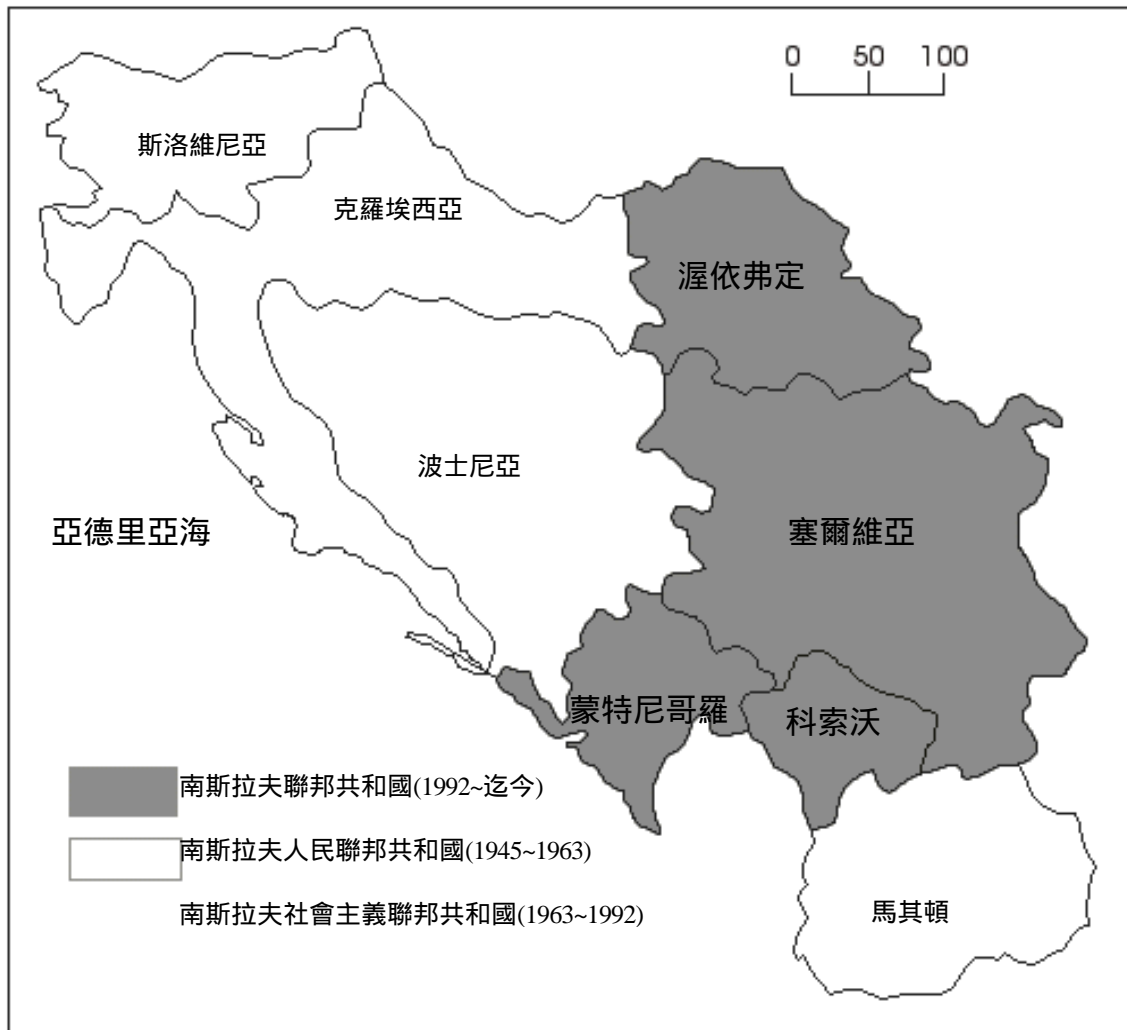 0 50 100
斯洛維尼亞
克羅埃西亞
渥依弗定
波士尼亞
亞德里亞海
塞爾維亞
蒙特尼哥羅
科索沃
南斯拉夫聯邦共和國(1992~迄今)
南斯拉夫人民聯邦共和國(1945~1963)
南斯拉夫社會主義聯邦共和國(1963~1992)
馬其頓